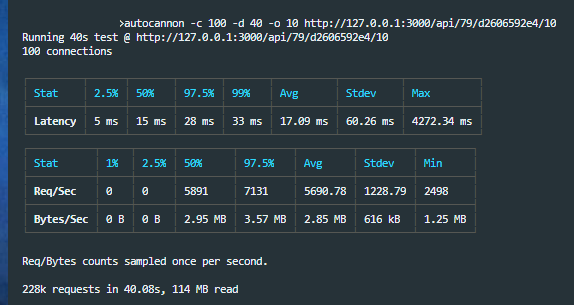 >autocannon -c 100 -d 40 -o 10 http://127.0.0.1:3000/api/79/d2606592e4/10
Running 40s test @ http://127.0.0.1:3000/api/79/d2606592e4/10
100 connections
Stat 2.5% 50% 97.5% 99% Avg Stdev Max
Latency 5 ms 15 ms 28 ms 33 ms 17.09 ms 60.26 ms 4272.34 ms
Stat 1% 2.5% 50% 97.5% Avg Stdev Min
Req/Sec 0 0 5891 7131 5690.78 1228.79 2498
Bytes/Sec 0 B 0 B 2.95 MB 3.57 MB 2.85 MB 616 kB 1.25 MB
Req/Bytes counts sampled once per second.
228k requests in 40.08s, 114 MB read